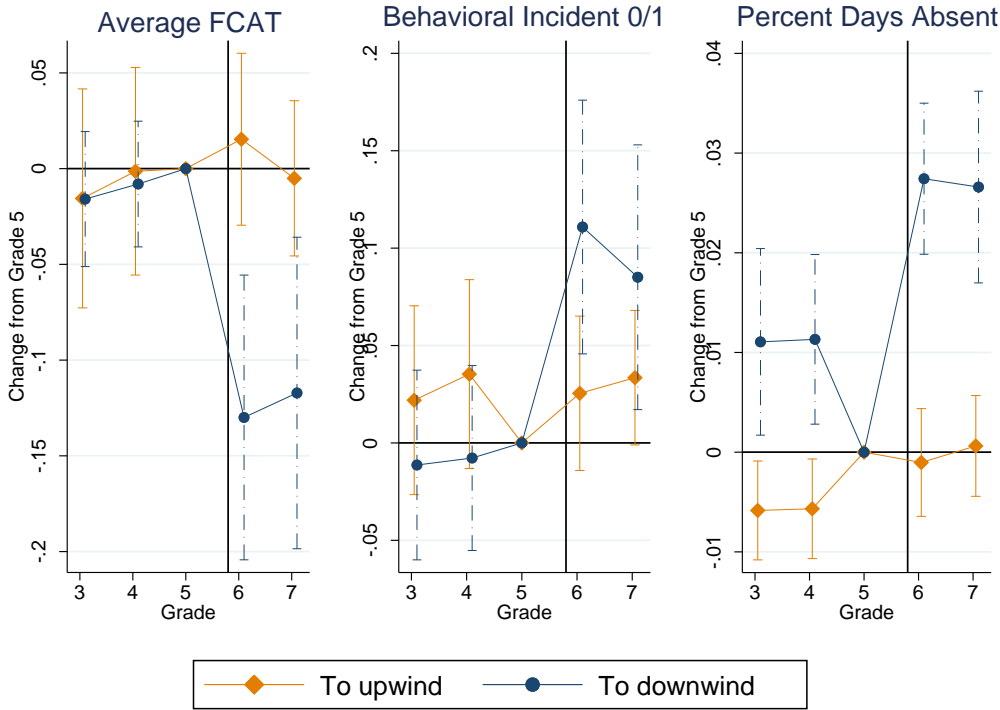 Average FCAT
Change from Grade 5
.05
0
-.05
-.1
-.15
-.2
3 4 5 6 7
Grade
Behavioral Incident 0/1
Change from Grade 5
.2
.15
.1
.05
0
-.05
3 4 5 6 7
Grade
Percent Days Absent
Change from Grade 5
.04
.03
.02
.01
0
-.01
3 4 5 6 7
Grade
To upwind
To downwind